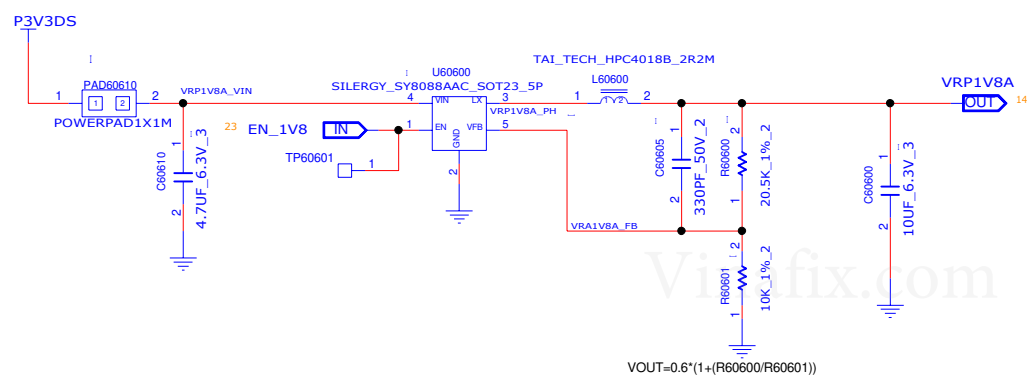 P3V3DS
PAD60610
1 1 2 2
POWERPAD1X1M
VRP1V8A_VIN
1
C60610
4.7UF_6.3V_3
2
23 EN_1V8 IN
TP60601 1
U60600
SILERGY_SY8088AAC_SOT23_5P
4 VIN LX 3
VRP1V8A_PH
1 EN VFB 5
GND
2
TAI_TECH_HPC4018B_2R2M
L60600
1 1 2 2
1
C60605
330PF_50V_2
2
2
R60600
20.5K_1%_2
1
VRA1V8A_FB
2
R60601
10K_1%_2
1
VOUT=0.6*(1+(R60600/R60601))
1
C60600
10UF_6.3V_3
2
VRP1V8A
OUT 14